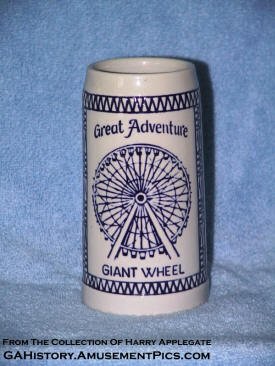 Great Adventure
GIANT WHEEL
From The Collection Of Harry Applegate
GAHistory.AmusementPics.com